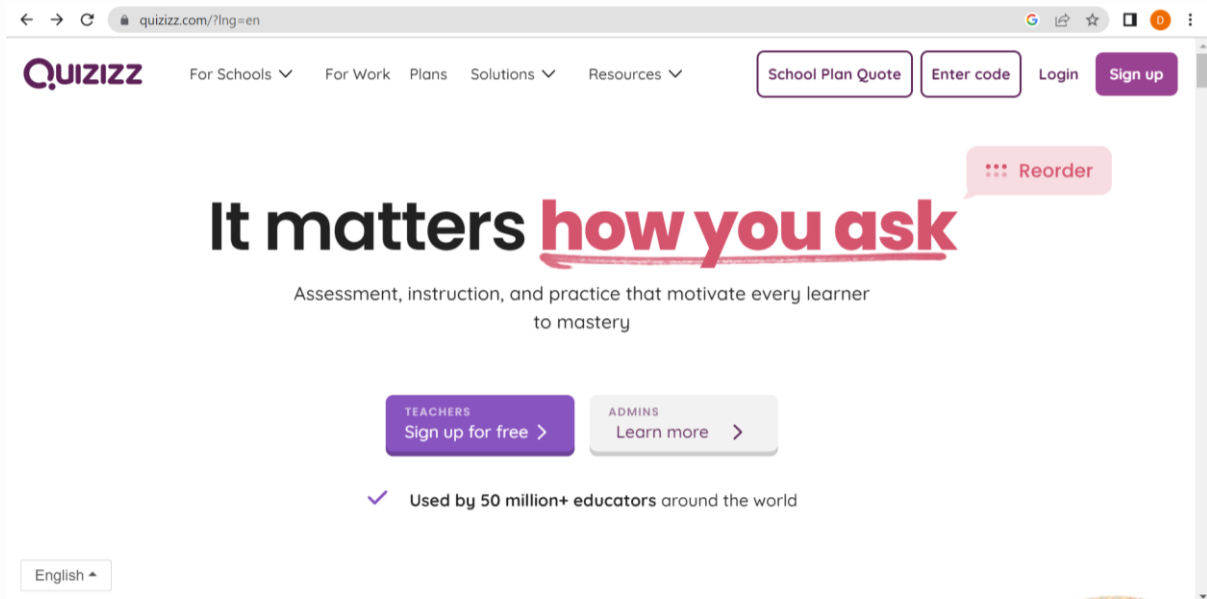 quizizz.com/?lng=en
G
D
QUIZIZZ
For Schools
For Work
Plans
Solutions
Resources
School Plan Quote
Enter code
Login
Sign up
Reorder
It matters how you ask
Assessment, instruction, and practice that motivate every learner
to mastery
TEACHERS
Sign up for free
ADMINS
Learn more
Used by 50 million+ educators around the world
English